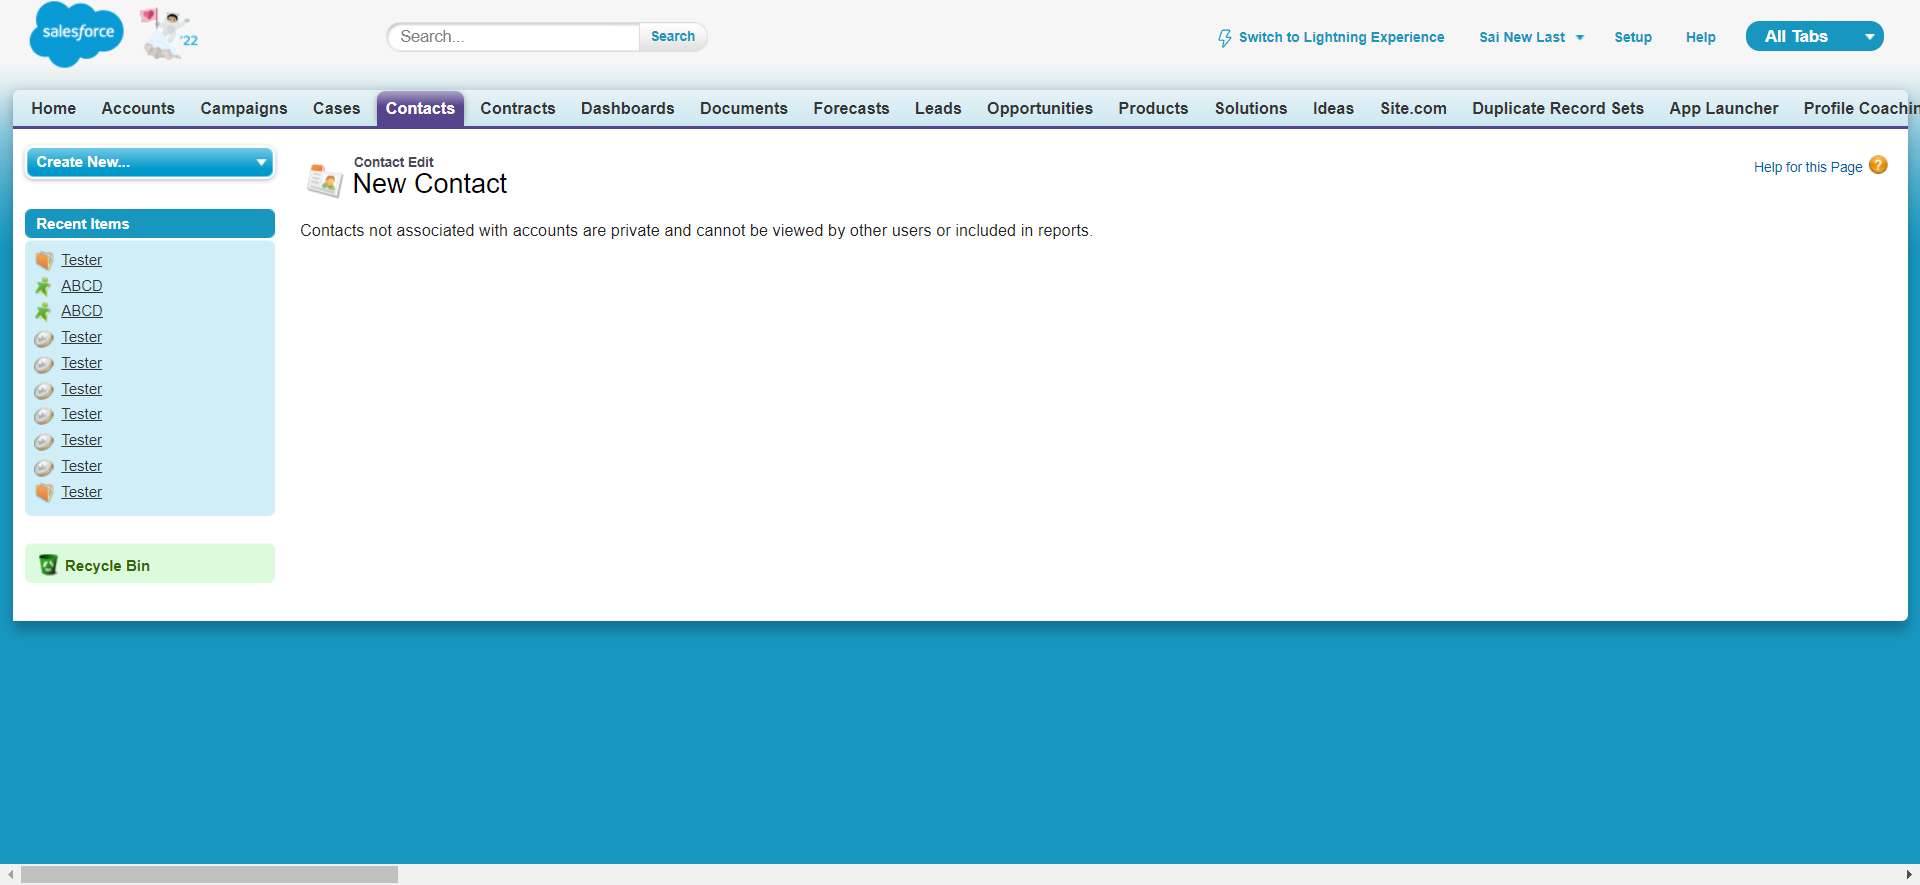 salesforce
'22
Search...
Search
Switch to Lightning Experience
Sai New Last
Setup
Help
All Tabs
Home Accounts Campaigns Cases Contacts Contracts Dashboards Documents Forecasts Leads Opportunities Products Solutions Ideas Site.com Duplicate Record Sets App Launcher Profile Coachin
Create New...
Recent Items
Tester
ABCD
ABCD
Tester
Tester
Tester
Tester
Tester
Tester
Tester
Recycle Bin
Contact Edit
New Contact
Help for this Page ?
Contacts not associated with accounts are private and cannot be viewed by other users or included in reports.